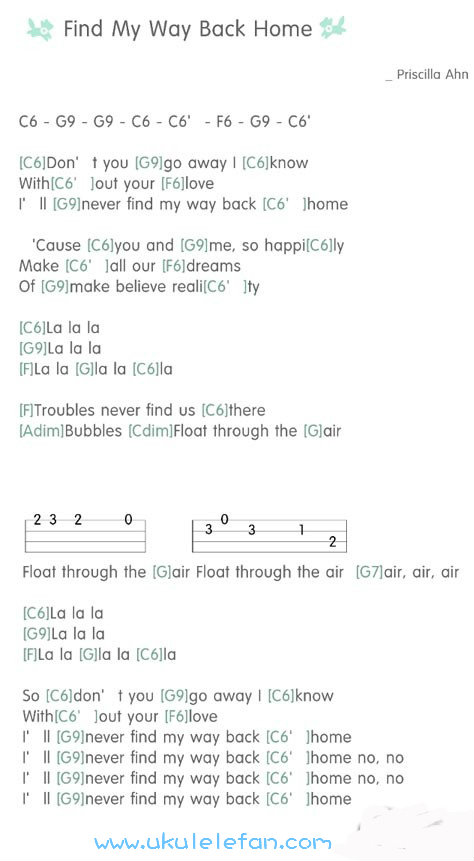 Find My Way Back Home
_ Priscilla Ahn
C6 - G9 - G9 - C6 - C6' - F6 - G9 - C6'
[C6]Don' t you [G9]go away I [C6]know
With[C6' ]out your [F6]love
I' ll [G9]never find my way back [C6' ]home
'Cause [C6]you and [G9]me, so happi[C6]ly
Make [C6' ]all our [F6]dreams
Of [G9]make believe reali[C6' ]ty
[C6]La la la
[G9]La la la
[F]La la [G]la la [C6]la
[F]Troubles never find us [C6]there
[Adim]Bubbles [Cdim]Float through the [G]air
2 3 2 0
0
3 3 1
2
Float through the [G]air Float through the air [G7]air, air, air
[C6]La la la
[G9]La la la
[F]La la [G]la la [C6]la
So [C6]don' t you [G9]go away I [C6]know
With[C6' ]out your [F6]love
I' ll [G9]never find my way back [C6' ]home
I' ll [G9]never find my way back [C6' ]home no, no
I' ll [G9]never find my way back [C6' ]home no, no
I' ll [G9]never find my way back [C6' ]home
www.ukulelefan.com